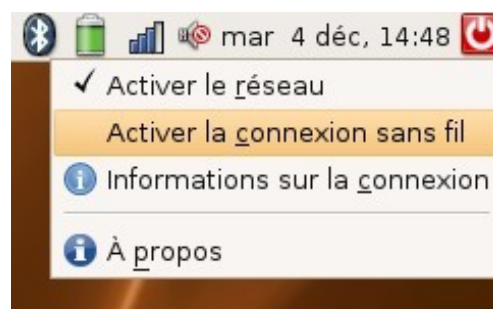 mar 4 déc, 14:48
Activer le réseau
Activer la connexion sans fil
Informations sur la connexion
À propos